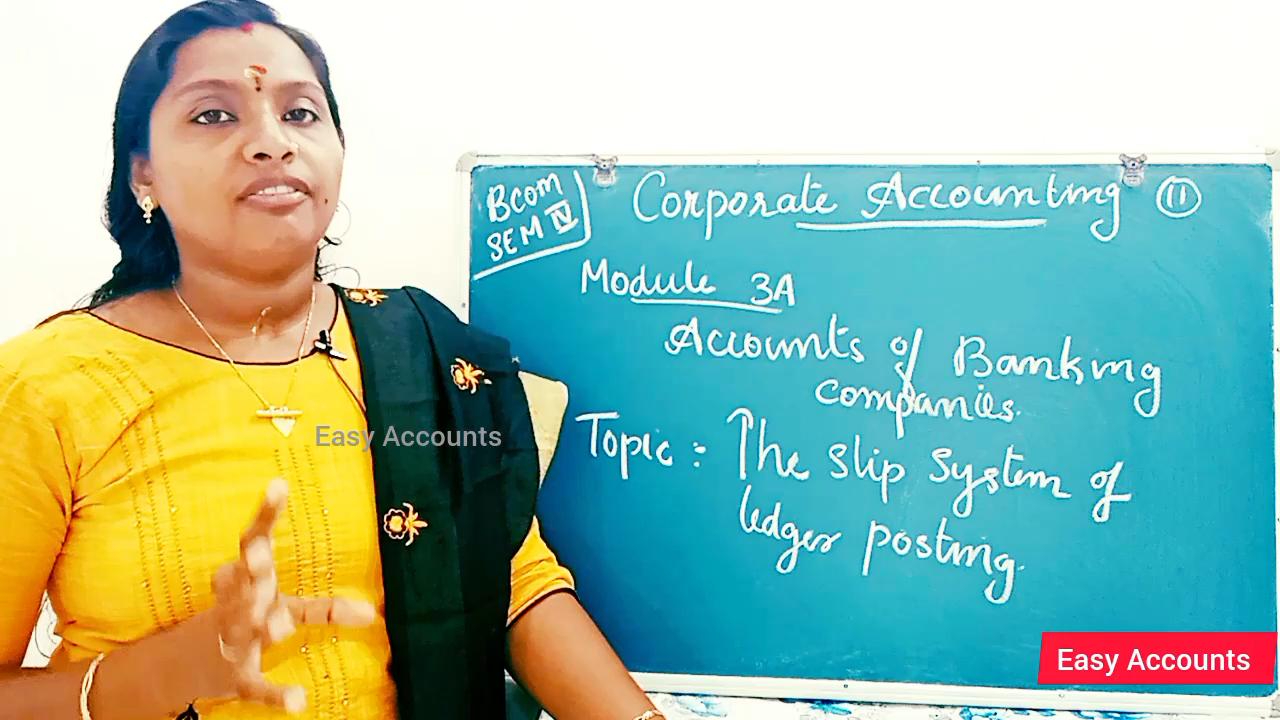 Bcom
SEM IV
Corporate Accounting 11
Module 3A
Accounts of Banking
companies.
Topic : The slip system of
ledger posting.
Easy Accounts
Easy Accounts